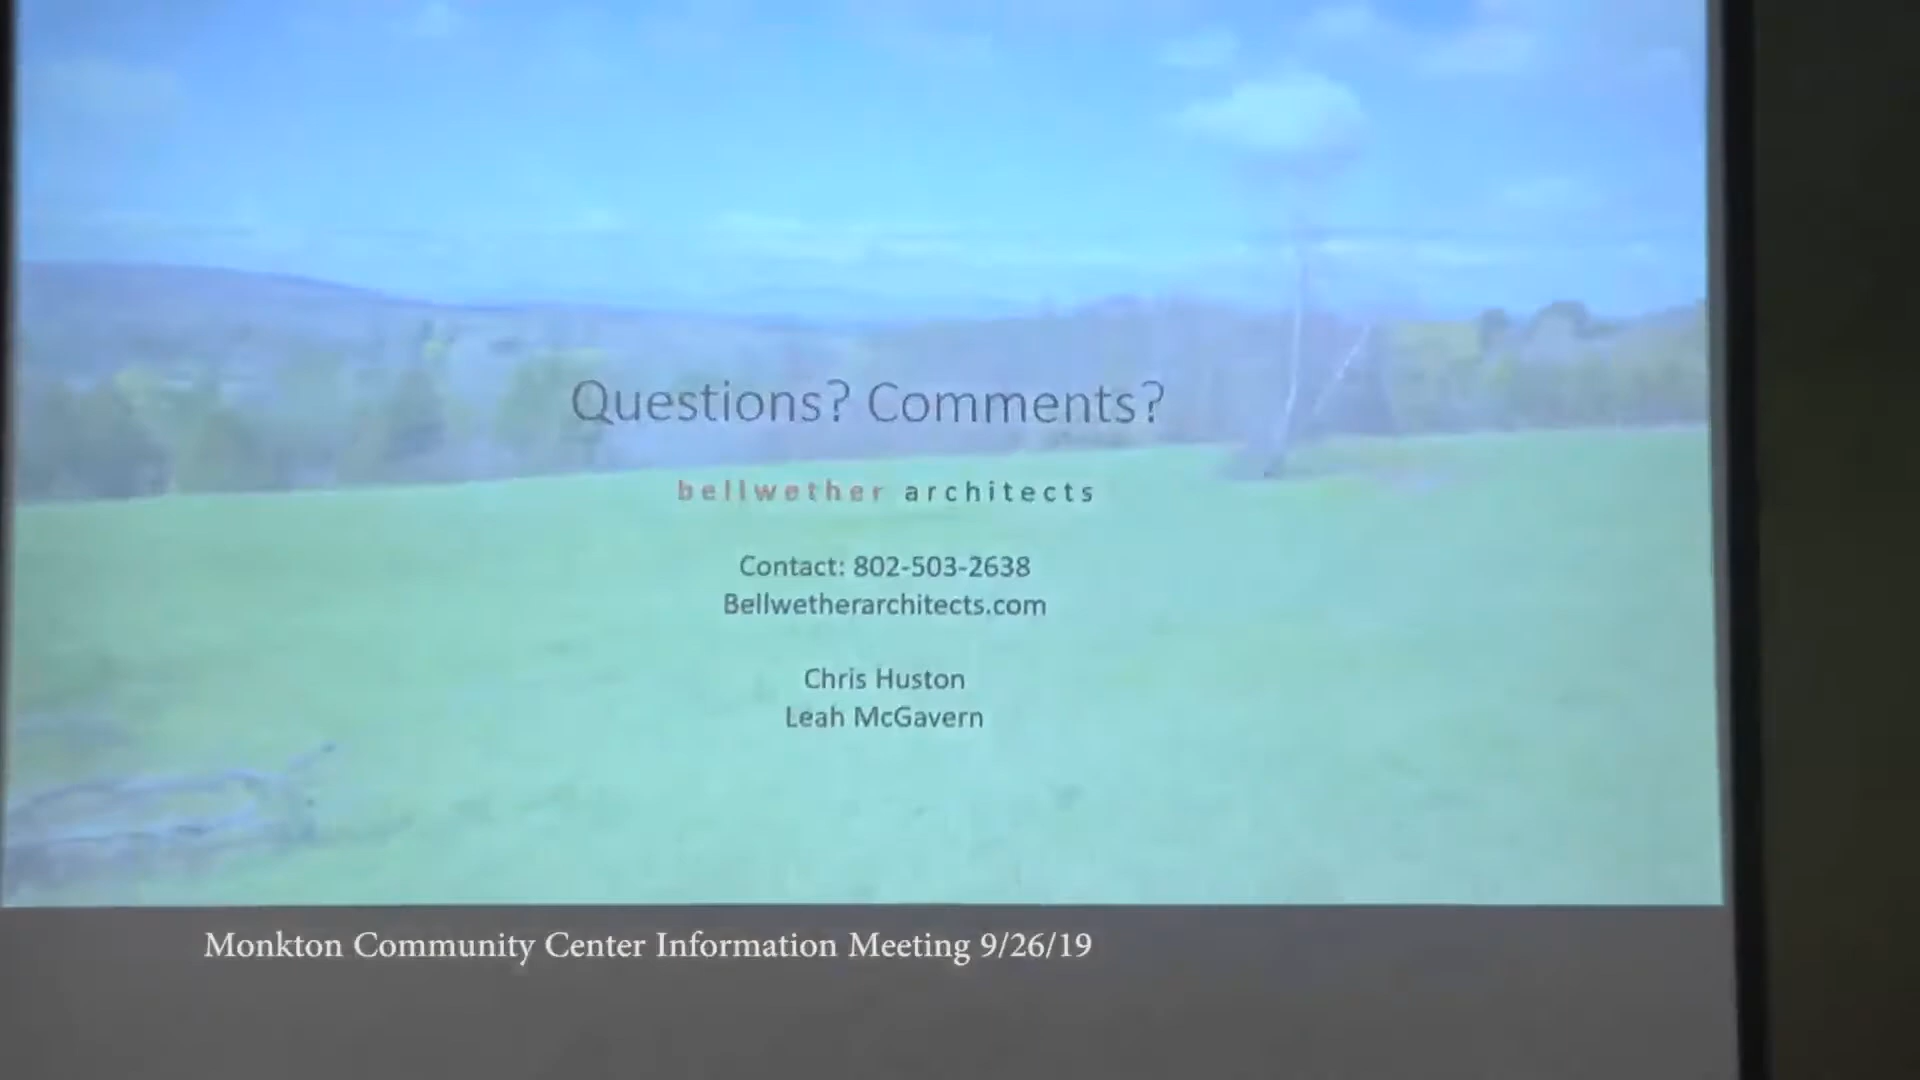 Questions? Comments?
bellwether architects
Contact: 802-503-2638
Bellwetherarchitects.com
Chris Huston
Leah McGavern
Monkton Community Center Information Meeting 9/26/19